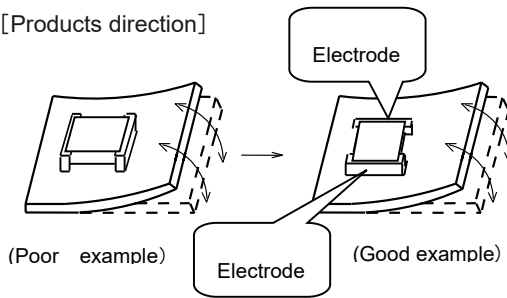 [Products direction]
Electrode
(Poor example)
Electrode
(Good example)